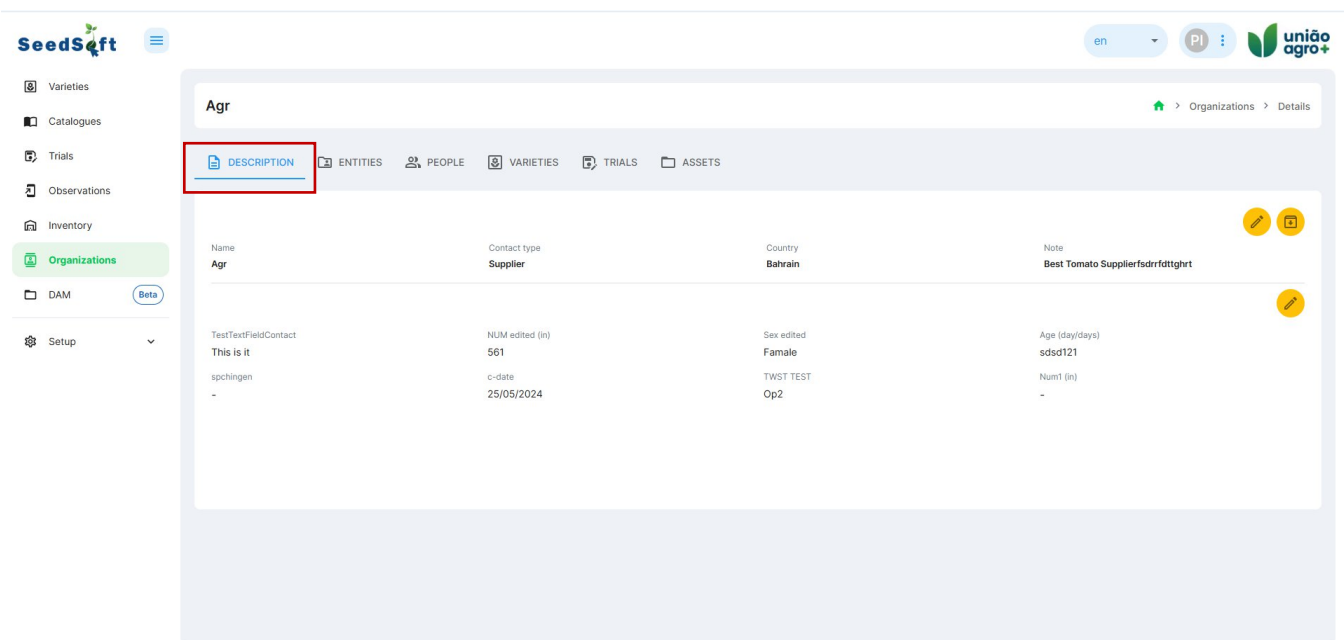 SeedSoft
en
PI
união
agro+
Varieties
Catalogues
Trials
Observations
Inventory
Organizations
DAM Beta
Setup
Agr
Organizations > Details
DESCRIPTION ENTITIES PEOPLE VARIETIES TRIALS ASSETS
Name Contact type Country Note
Agr Supplier Bahrain Best Tomato Supplierfsdrrfdttghrt
TestTextFieldContact NUM edited (in) Sex edited Age (day/days)
This is it 561 Famale sdsd121
spchingen c-date TWST TEST Num1 (in)
- 25/05/2024 Op2 -